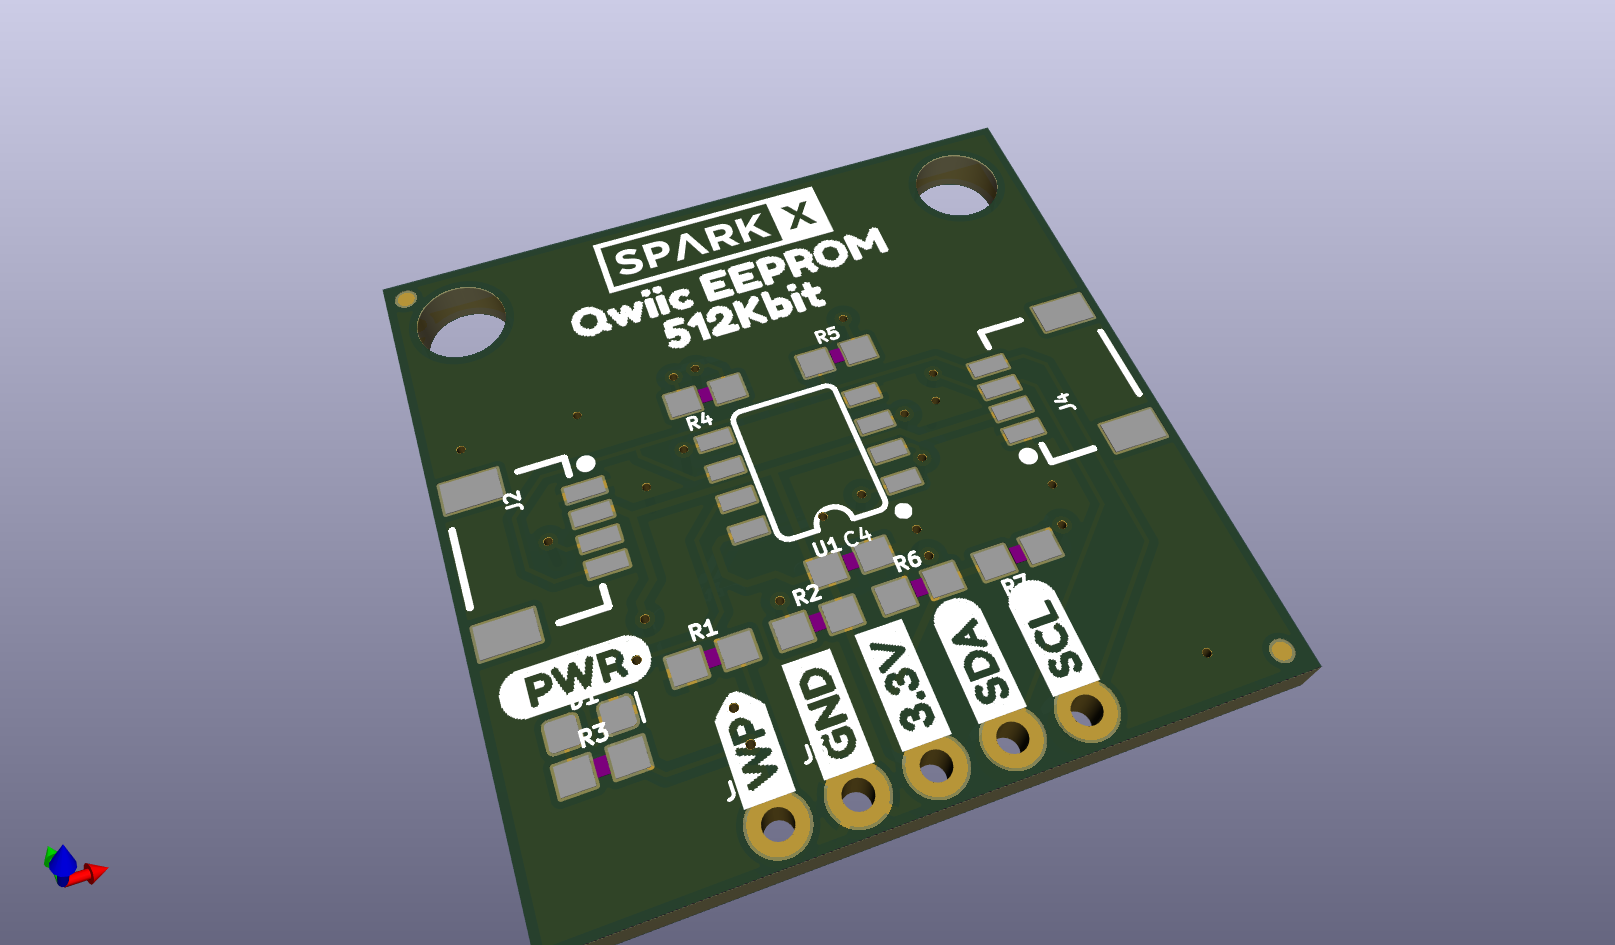 SPARK X
Qwiic EEPROM
512Kbit
R5
R4
J4
J2
U1 C4
R6
R2
R7
R1
PWR
D1
R3
WP
GND
3.3V
SDA
SCL
J
J